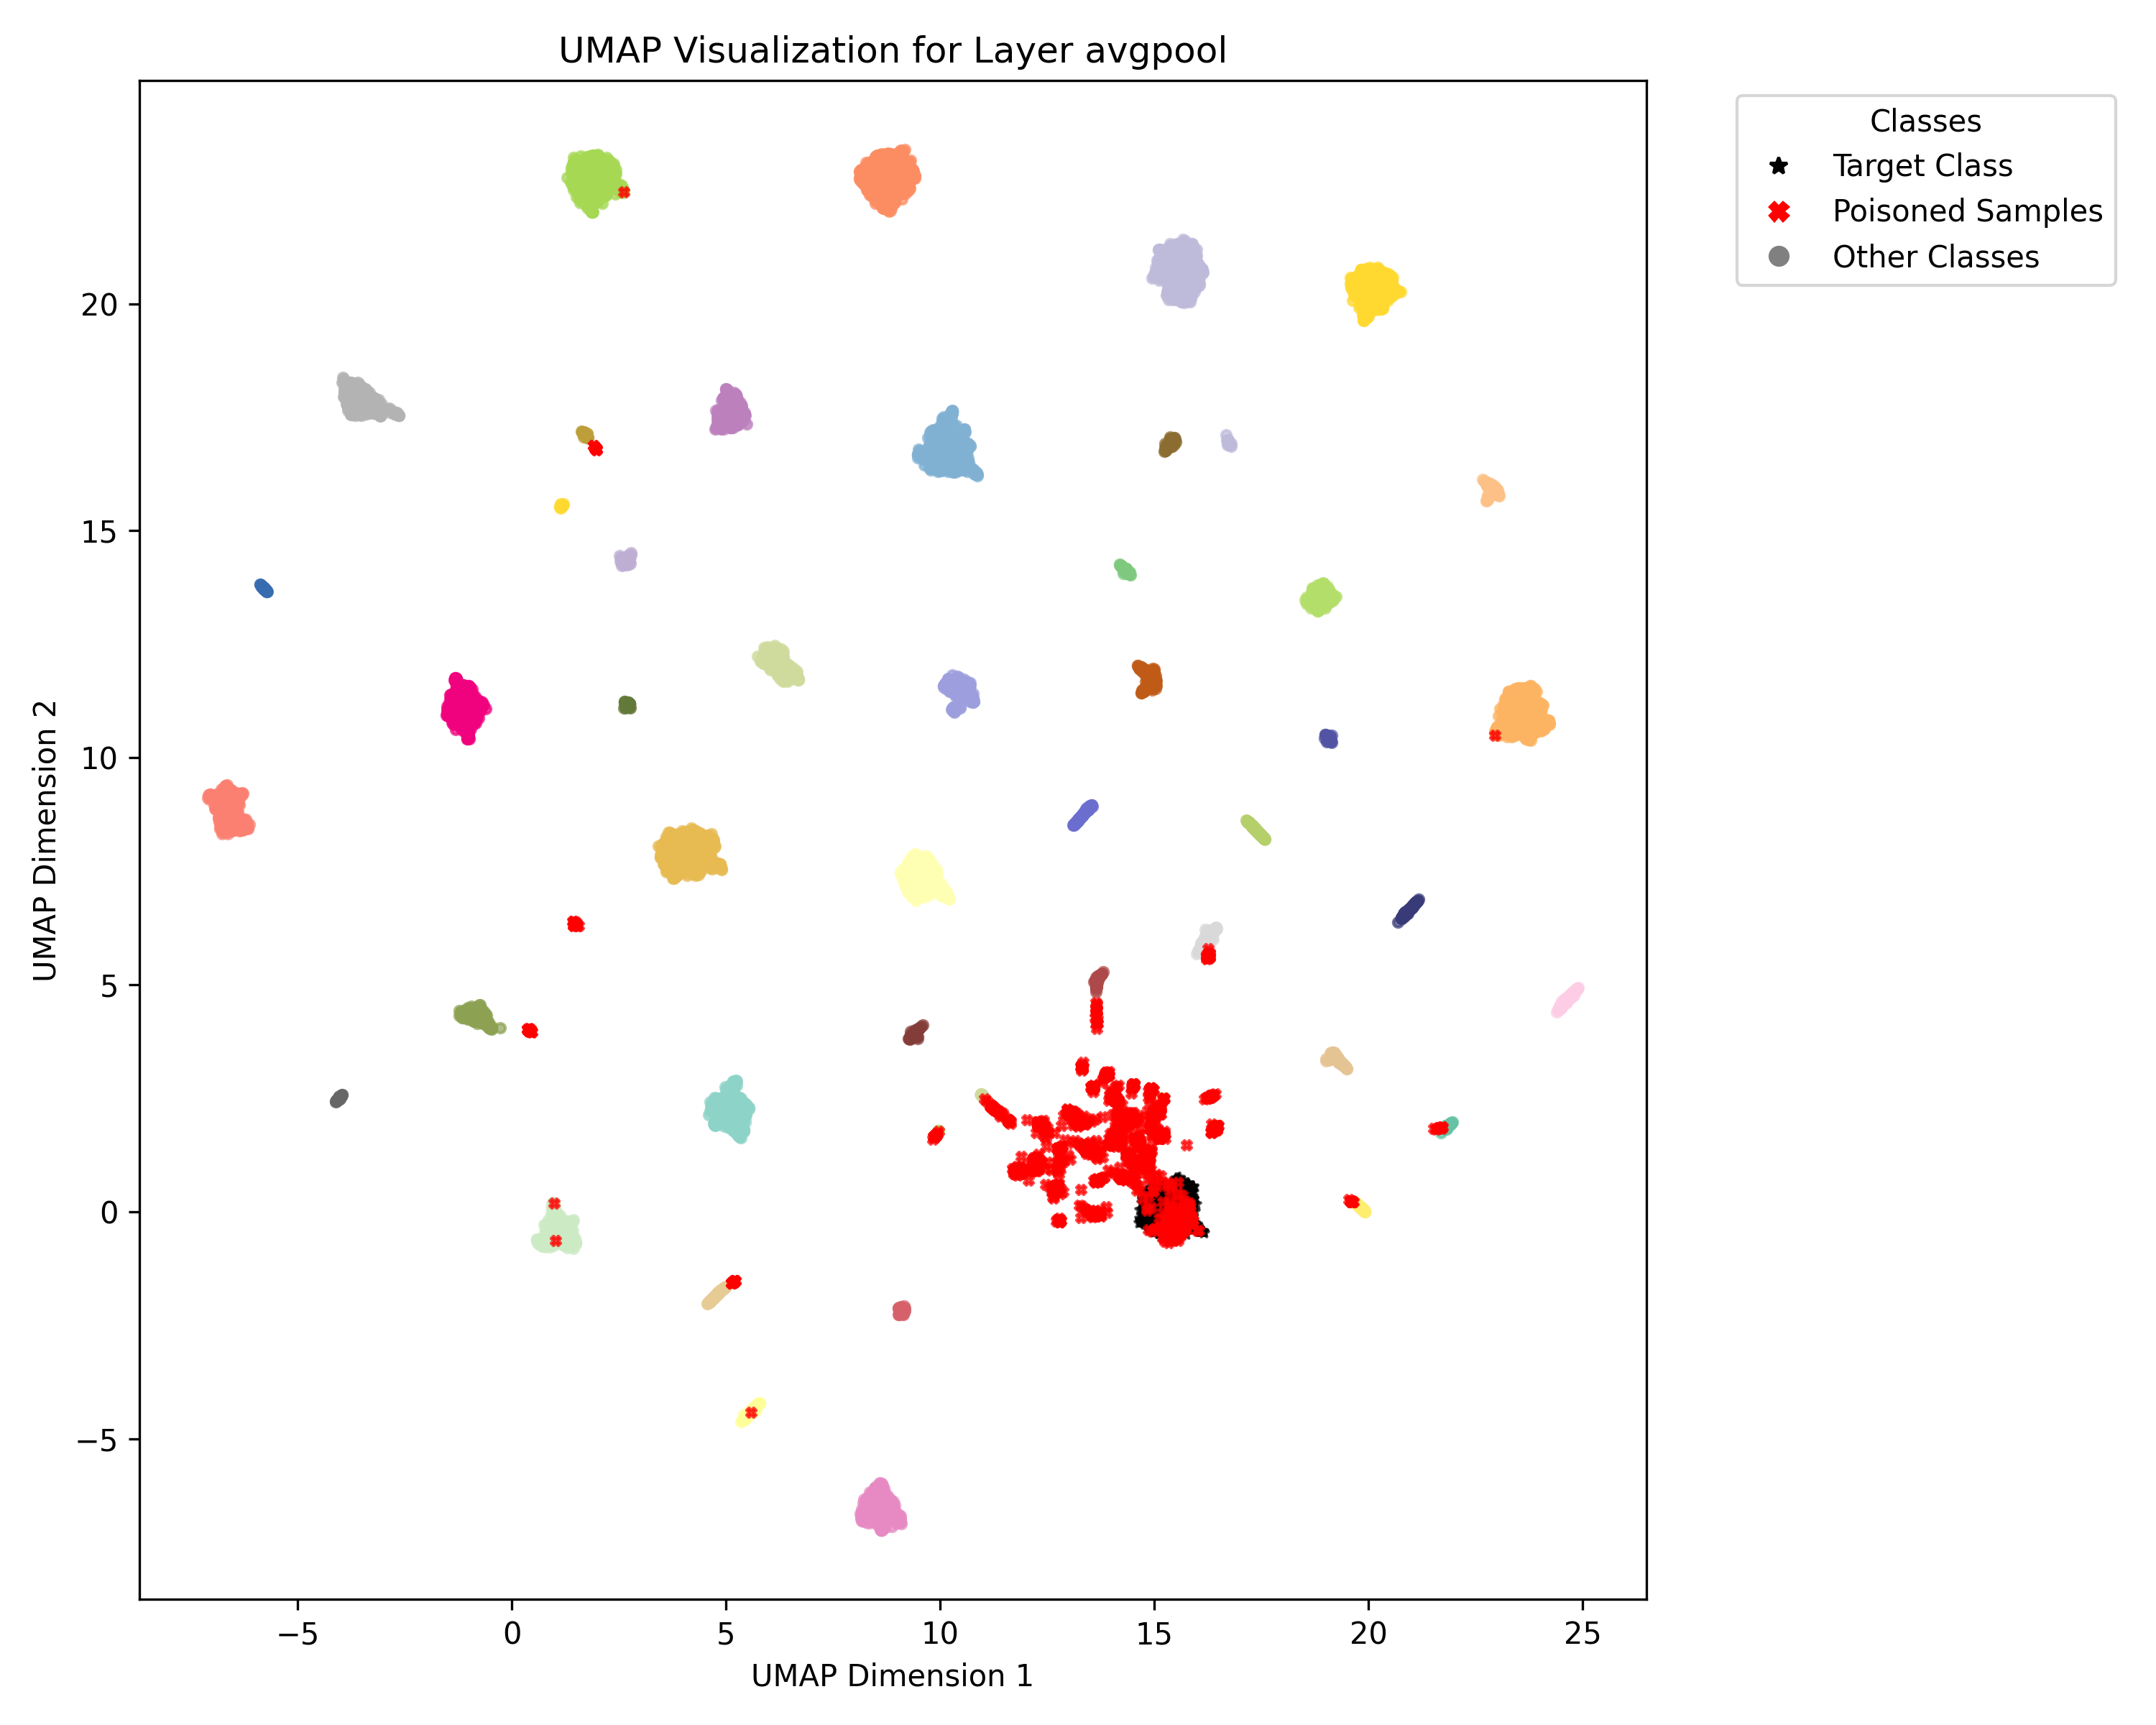 UMAP Visualization for Layer avgpool
Classes
Target Class
Poisoned Samples
Other Classes
UMAP Dimension 2
20
15
10
5
0
−5
−5
0
5
10
15
20
25
UMAP Dimension 1